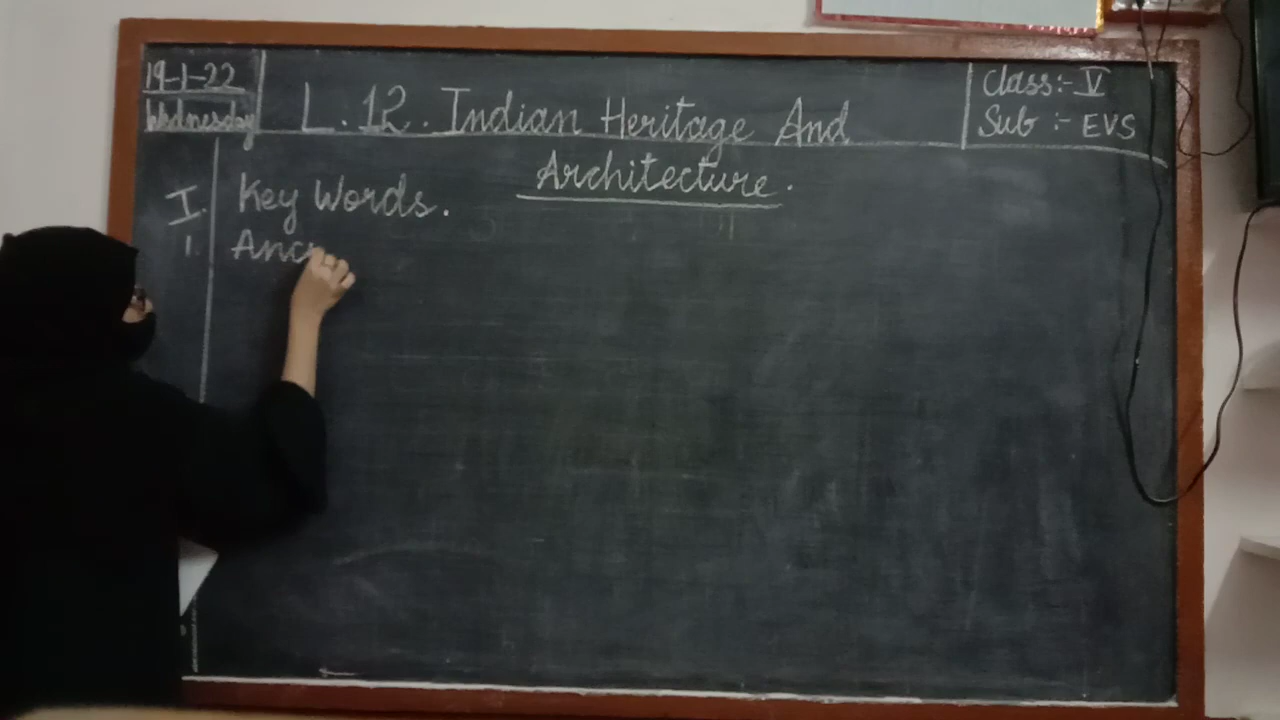 19-1-22
Wednesday
L. 12. Indian Heritage And
Architecture.
Class:- V
Sub :- EVS
I. Key Words.
1. Anc